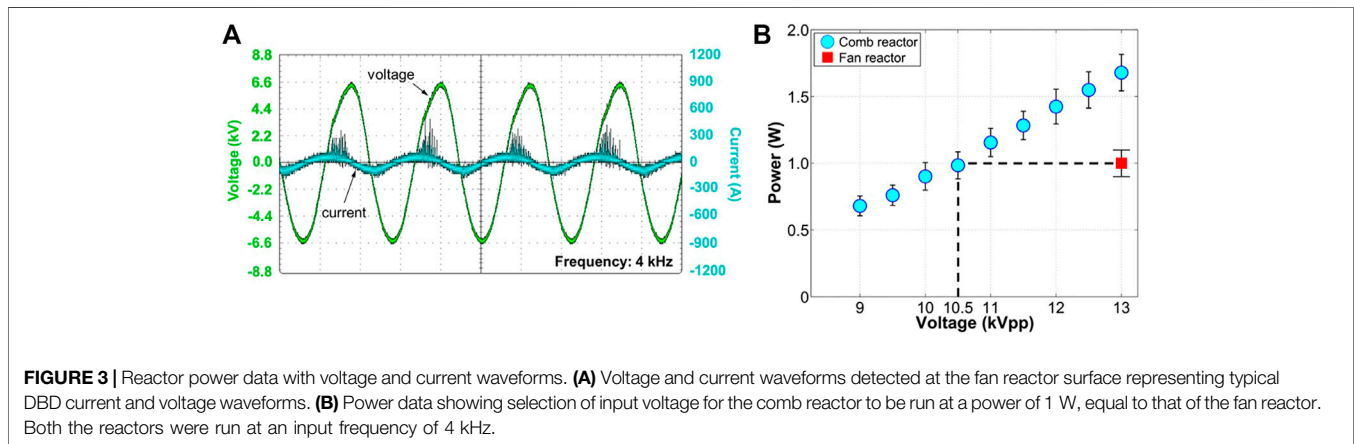 A
8.8
6.6
4.4
2.2
0.0
-2.2
-4.4
-6.6
-8.8
Voltage (kV)
voltage
current
1200
900
600
300
0
-300
-600
-900
-1200
Current (A)
Frequency: 4 kHz
B
Comb reactor
Fan reactor
2.0
1.5
1.0
0.5
0
Power (W)
9 10 10.5 11 12 13
Voltage (kVpp)
FIGURE 3 | Reactor power data with voltage and current waveforms. (A) Voltage and current waveforms detected at the fan reactor surface representing typical
DBD current and voltage waveforms. (B) Power data showing selection of input voltage for the comb reactor to be run at a power of 1 W, equal to that of the fan reactor.
Both the reactors were run at an input frequency of 4 kHz.